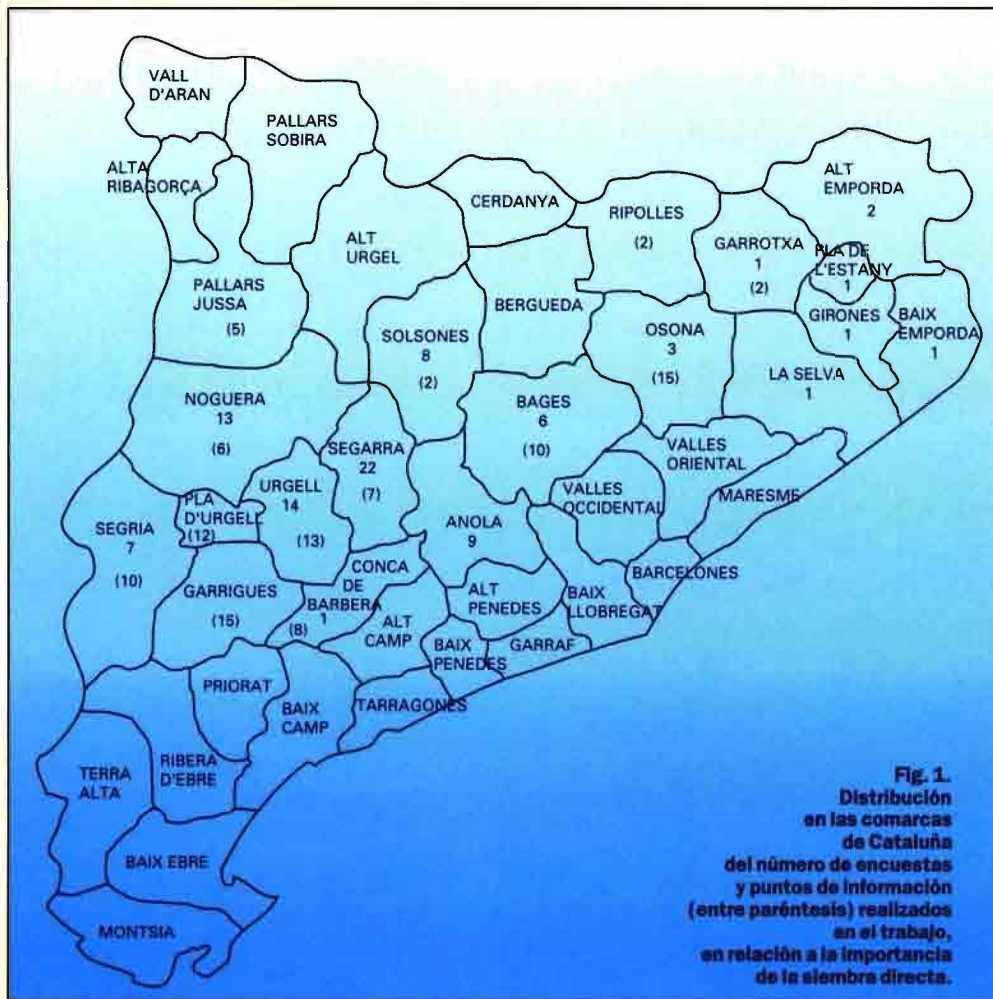 VALL
D'ARAN
PALLARS
SOBIRA
ALTA
RIBAGORÇA
CERDANYA
ALT
EMPORDA
2
RIPOLLES
(2)
GARROTXA
1
(2)
PLA DE
L'ESTANY
1
ALT
URGEL
PALLARS
JUSSA
(5)
BERGUEDA
GIRONES
1
BAIX
EMPORDA
1
SOLSONES
8
(2)
OSONA
3
(15)
LA SELVA
1
NOGUERA
13
(6)
BAGES
6
(10)
SEGARRA
22
(7)
VALLES
ORIENTAL
URGELL
14
(13)
VALLES
OCCIDENTAL
MARESME
PLA
D'URGELL
(12)
SEGRIA
7
(10)
ANOLA
9
CONCA
DE
BARBERA
1
(8)
BARCELONES
GARRIGUES
(15)
ALT
PENEDES
BAIX
LLOBREGAT
ALT
CAMP
BAIX
PENEDES
GARRAF
PRIORAT
BAIX
CAMP
TARRAGONES
RIBERA
D'EBRE
TERRA
ALTA
BAIX EBRE
MONTSIA
Fig. 1.
Distribución
en las comarcas
de Cataluña
del número de encuestas
y puntos de información
(entre paréntesis) realizados
en el trabajo,
en relación a la importancia
de la siembra directa.